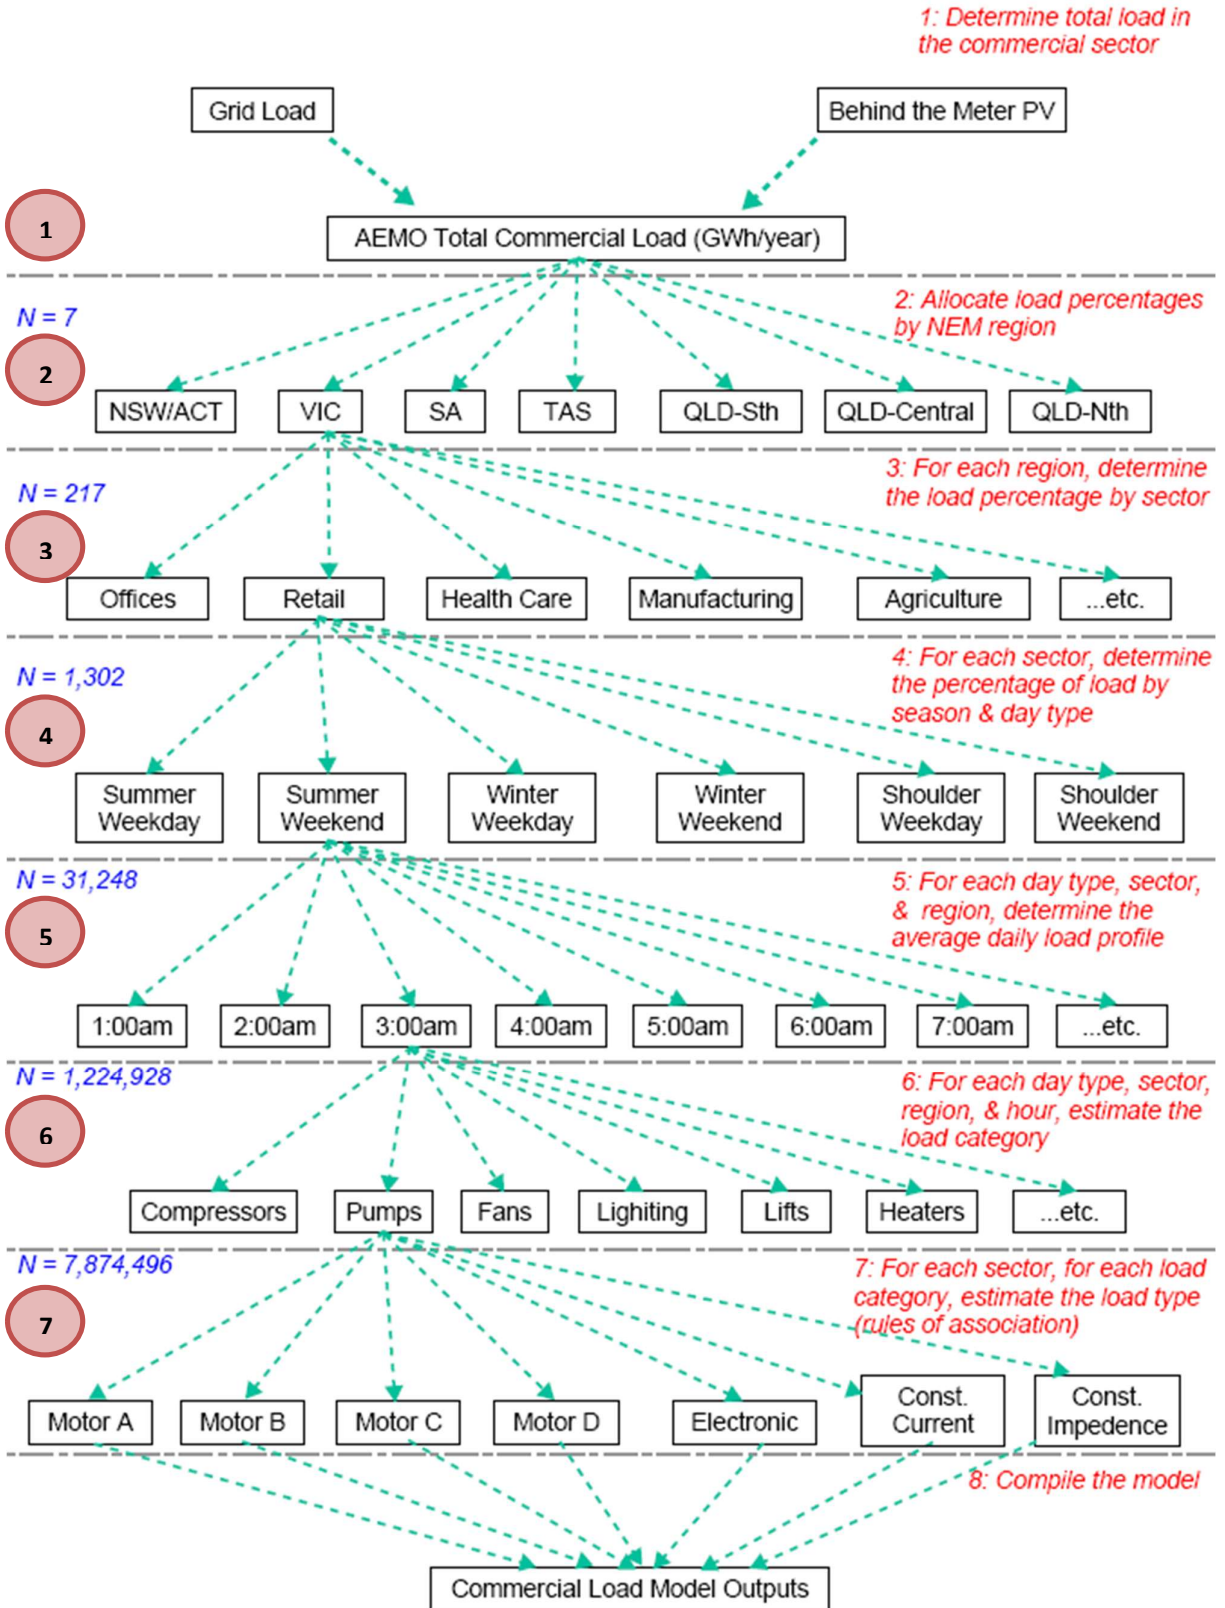 1: Determine total load in
the commercial sector
Grid Load
Behind the Meter PV
1
AEMO Total Commercial Load (GWh/year)
N = 7
2: Allocate load percentages
by NEM region
2
NSW/ACT
VIC
SA
TAS
QLD-Sth
QLD-Central
QLD-Nth
3: For each region, determine
the load percentage by sector
N = 217
3
Offices
Retail
Health Care
Manufacturing
Agriculture
...etc.
4: For each sector, determine
the percentage of load by
season & day type
N = 1,302
4
Summer
Weekday
Summer
Weekend
Winter
Weekday
Winter
Weekend
Shoulder
Weekday
Shoulder
Weekend
N = 31,248
5: For each day type, sector,
& region, determine the
average daily load profile
5
1:00am
2:00am
3:00am
4:00am
5:00am
6:00am
7:00am
...etc.
N = 1,224,928
6: For each day type, sector,
region, & hour, estimate the
load category
6
Compressors
Pumps
Fans
Lighiting
Lifts
Heaters
...etc.
N = 7,874,496
7: For each sector, for each load
category, estimate the load type
(rules of association)
7
Motor A
Motor B
Motor C
Motor D
Electronic
Const.
Current
Const.
Impedence
8: Compile the model
Commercial Load Model Outputs